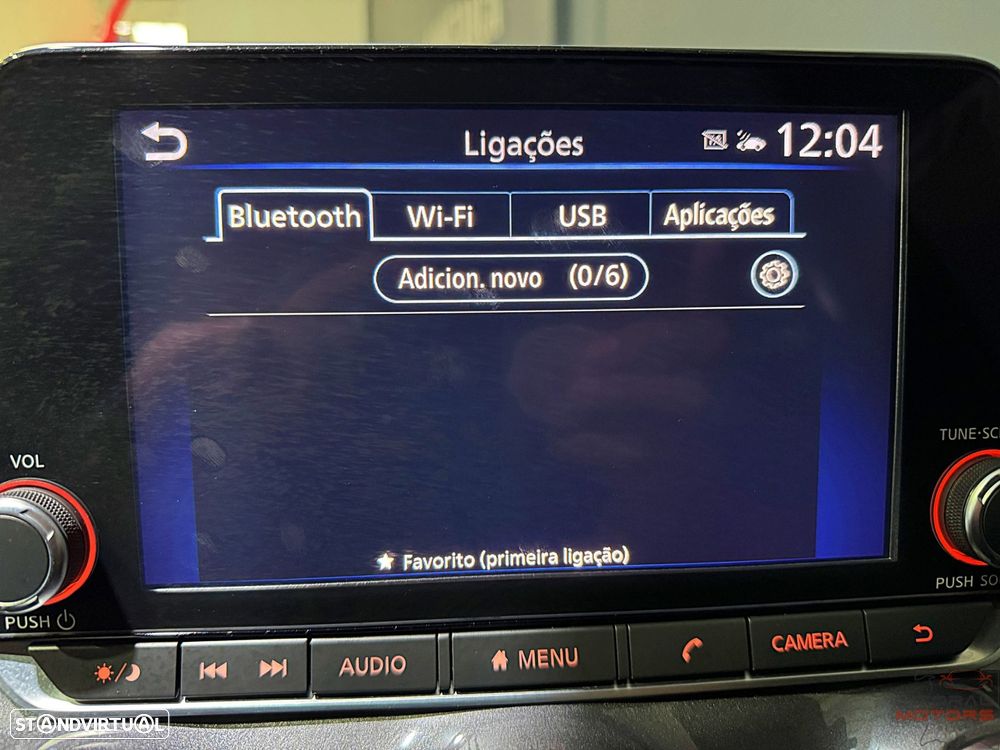 Ligações 12:04
Bluetooth Wi-Fi USB Aplicações
Adicion. novo (0/6)
Favorito (primeira ligação)
VOL
PUSH
TUNE·SC
PUSH SO
AUDIO
MENU
CAMERA
STANDVIRTUAL
MOTORS